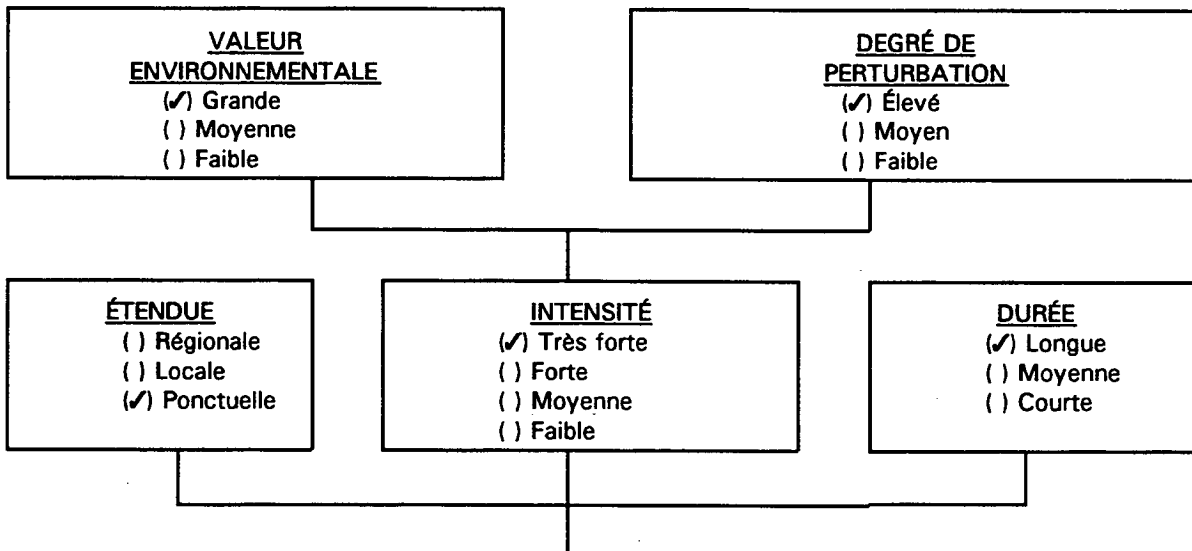 VALEUR
ENVIRONNEMENTALE
(✓) Grande
( ) Moyenne
( ) Faible
DEGRÉ DE
PERTURBATION
(✓) Élevé
( ) Moyen
( ) Faible
ÉTENDUE
( ) Régionale
( ) Locale
(✓) Ponctuelle
INTENSITÉ
(✓) Très forte
( ) Forte
( ) Moyenne
( ) Faible
DURÉE
(✓) Longue
( ) Moyenne
( ) Courte